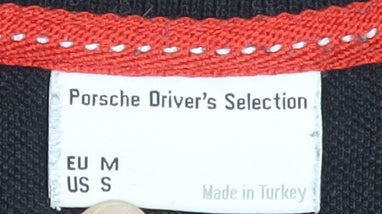 Porsche Driver's Selection
EU M
US S
Made in Turkey